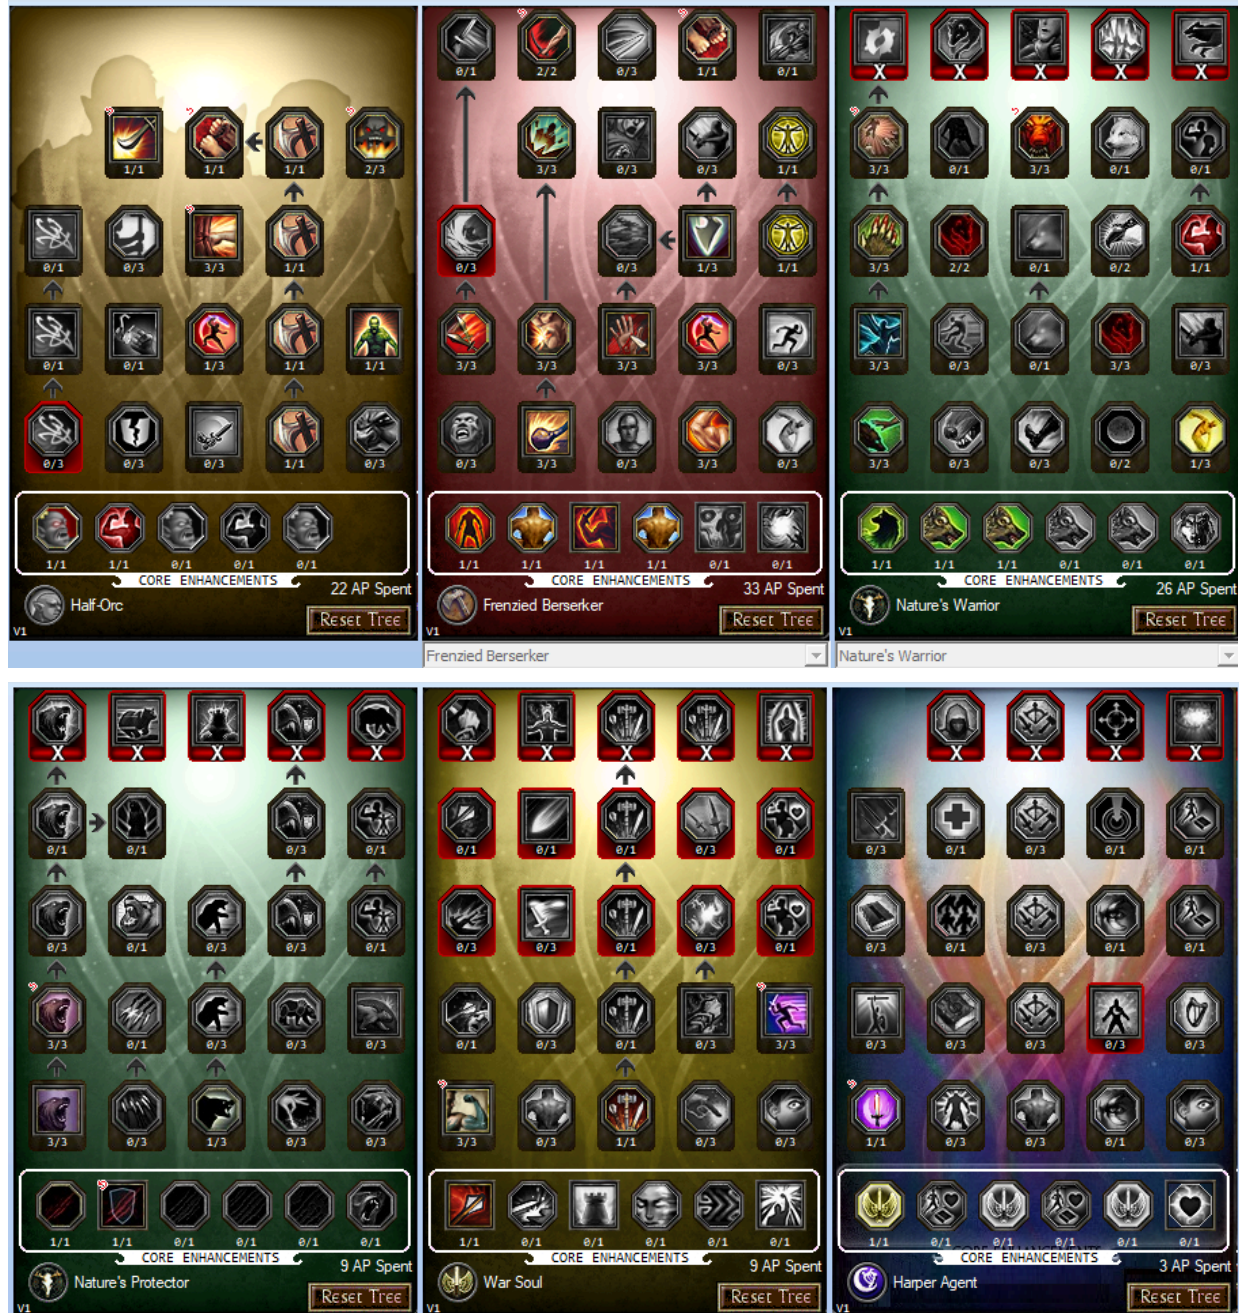 1/1 1/1 1/1 2/3
0/1 0/3 3/3 1/1
0/1 0/1 1/3 1/1 1/1
0/3 0/3 0/3 1/1 0/3
1/1 1/1 0/1 0/1 0/1
CORE ENHANCEMENTS
22 AP Spent
Half-Orc
RESET TREE
V1
0/1 2/2 0/3 1/1 0/1
3/3 0/3 0/3 1/1
0/3 0/3 1/3 1/1
3/3 3/3 3/3 3/3 0/3
0/3 3/3 0/3 3/3 0/3
1/1 1/1 1/1 1/1 0/1 0/1
CORE ENHANCEMENTS
33 AP Spent
Frenzied Berserker
RESET TREE
V1
Frenzied Berserker
X X X X X
3/3 0/1 3/3 0/3 0/1
3/3 2/2 0/1 0/2 1/1
3/3 0/3 0/1 3/3 0/3
3/3 0/3 0/3 0/2 1/3
1/1 1/1 1/1 0/1 0/1 0/1
CORE ENHANCEMENTS
26 AP Spent
Nature's Warrior
RESET TREE
V1
Nature's Warrior
X X X X X
0/1 0/1 0/3 0/1
0/3 0/1 0/3 0/3 0/1
3/3 0/1 0/3 0/3 0/3
3/3 0/3 1/3 0/3 0/3
1/1 1/1 0/1 0/1 0/1 0/1
CORE ENHANCEMENTS
9 AP Spent
Nature's Protector
RESET TREE
V1
X X X X X
0/1 0/1 0/1 0/3 0/1
0/3 0/3 0/1 0/3 0/1
0/1 0/3 0/1 0/3 3/3
3/3 0/3 1/1 0/3 0/3
1/1 0/1 0/1 0/1 0/1 0/1
CORE ENHANCEMENTS
9 AP Spent
War Soul
RESET TREE
V1
X X X X
0/3 0/1 0/3 0/1 0/1
0/3 0/1 0/3 0/1 0/1
0/3 0/3 0/3 0/3 0/3
1/1 0/3 0/3 0/1 0/3
1/1 0/1 0/1 0/1 0/1 0/1
CORE ENHANCEMENTS
3 AP Spent
Harper Agent
RESET TREE
V1